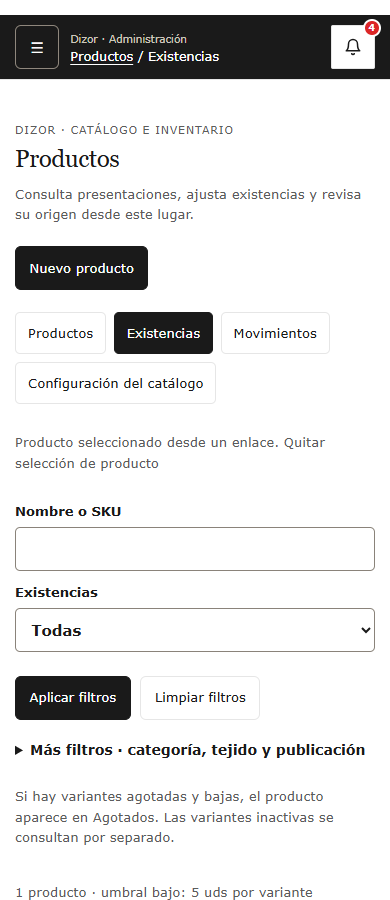 Dizor · Administración
Productos / Existencias
4
DIZOR · CATÁLOGO E INVENTARIO
Productos
Consulta presentaciones, ajusta existencias y revisa
su origen desde este lugar.
Nuevo producto
Productos
Existencias
Movimientos
Configuración del catálogo
Producto seleccionado desde un enlace. Quitar
selección de producto
Nombre o SKU
Existencias
Todas
Aplicar filtros
Limpiar filtros
Más filtros · categoría, tejido y publicación
Si hay variantes agotadas y bajas, el producto
aparece en Agotados. Las variantes inactivas se
consultan por separado.
1 producto · umbral bajo: 5 uds por variante